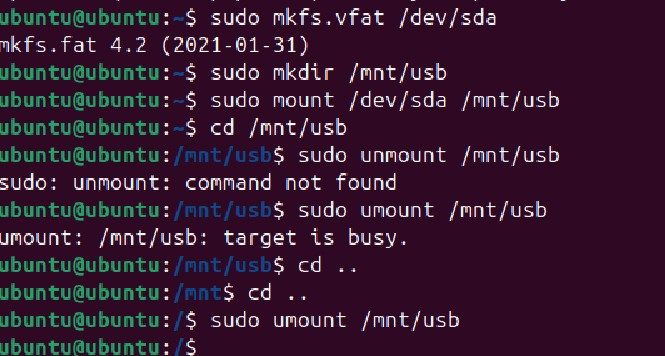 ubuntu@ubuntu:~$ sudo mkfs.vfat /dev/sda
mkfs.fat 4.2 (2021-01-31)
ubuntu@ubuntu:~$ sudo mkdir /mnt/usb
ubuntu@ubuntu:~$ sudo mount /dev/sda /mnt/usb
ubuntu@ubuntu:~$ cd /mnt/usb
ubuntu@ubuntu:/mnt/usb$ sudo unmount /mnt/usb
sudo: unmount: command not found
ubuntu@ubuntu:/mnt/usb$ sudo umount /mnt/usb
umount: /mnt/usb: target is busy.
ubuntu@ubuntu:/mnt/usb$ cd ..
ubuntu@ubuntu:/mnt$ cd ..
ubuntu@ubuntu:/$ sudo umount /mnt/usb
ubuntu@ubuntu:/$